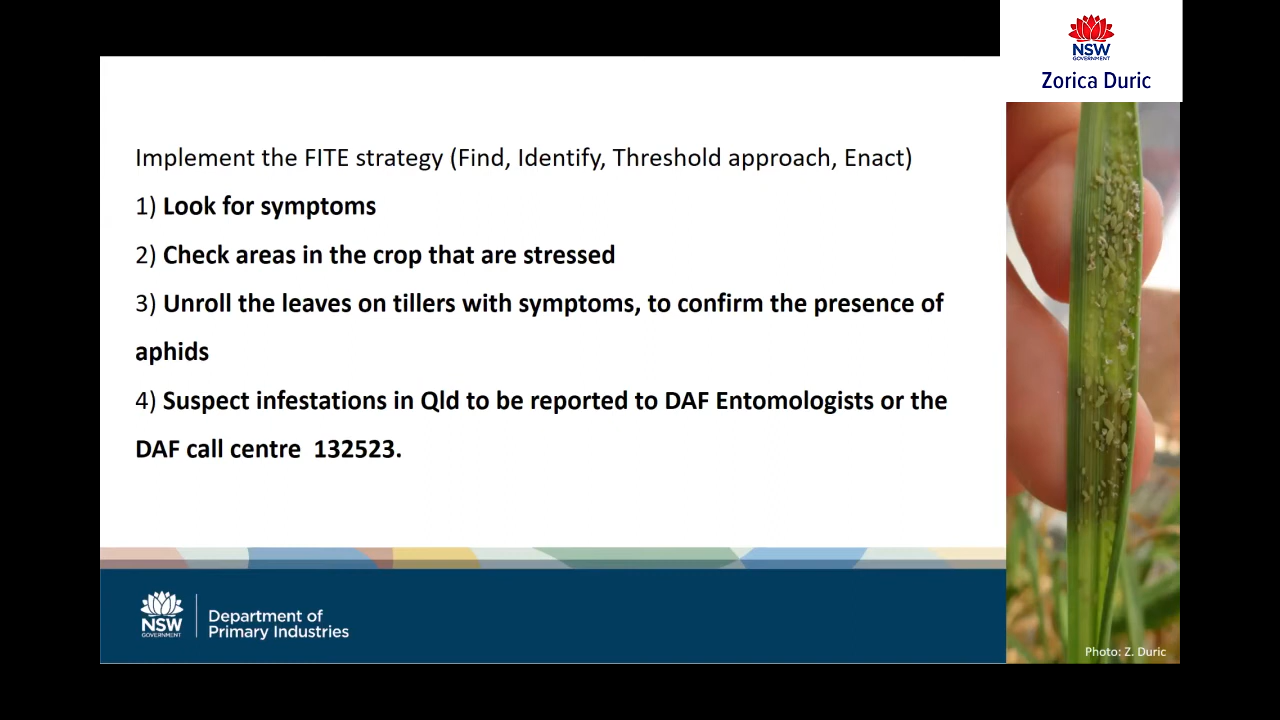 NSW
GOVERNMENT
Zorica Duric
Implement the FITE strategy (Find, Identify, Threshold approach, Enact)
1) Look for symptoms
2) Check areas in the crop that are stressed
3) Unroll the leaves on tillers with symptoms, to confirm the presence of
aphids
4) Suspect infestations in Qld to be reported to DAF Entomologists or the
DAF call centre  132523.
NSW
GOVERNMENT
Department of
Primary Industries
Photo: Z. Duric